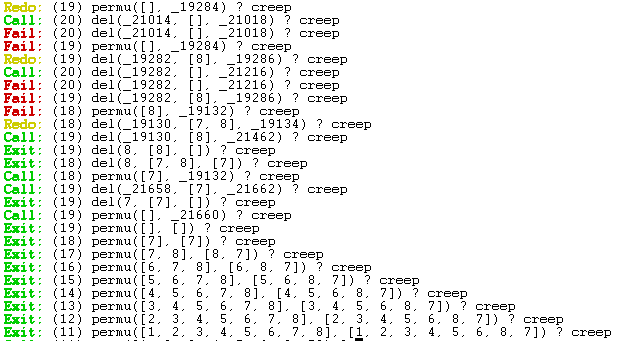 Redo: (19) permu([], _19284) ? creep
Call: (20) del(_21014, [], _21018) ? creep
Fail: (20) del(_21014, [], _21018) ? creep
Fail: (19) permu([], _19284) ? creep
Redo: (19) del(_19282, [8], _19286) ? creep
Call: (20) del(_19282, [], _21216) ? creep
Fail: (20) del(_19282, [], _21216) ? creep
Fail: (19) del(_19282, [8], _19286) ? creep
Fail: (18) permu([8], _19132) ? creep
Redo: (18) del(_19130, [7, 8], _19134) ? creep
Call: (19) del(_19130, [8], _21462) ? creep
Exit: (19) del(8, [8], []) ? creep
Exit: (18) del(8, [7, 8], [7]) ? creep
Call: (18) permu([7], _19132) ? creep
Call: (19) del(_21658, [7], _21662) ? creep
Exit: (19) del(7, [7], []) ? creep
Call: (19) permu([], _21660) ? creep
Exit: (19) permu([], []) ? creep
Exit: (18) permu([7], [7]) ? creep
Exit: (17) permu([7, 8], [8, 7]) ? creep
Exit: (16) permu([6, 7, 8], [6, 8, 7]) ? creep
Exit: (15) permu([5, 6, 7, 8], [5, 6, 8, 7]) ? creep
Exit: (14) permu([4, 5, 6, 7, 8], [4, 5, 6, 8, 7]) ? creep
Exit: (13) permu([3, 4, 5, 6, 7, 8], [3, 4, 5, 6, 8, 7]) ? creep
Exit: (12) permu([2, 3, 4, 5, 6, 7, 8], [2, 3, 4, 5, 6, 8, 7]) ? creep
Exit: (11) permu([1, 2, 3, 4, 5, 6, 7, 8], [1, 2, 3, 4, 5, 6, 8, 7]) ? creep